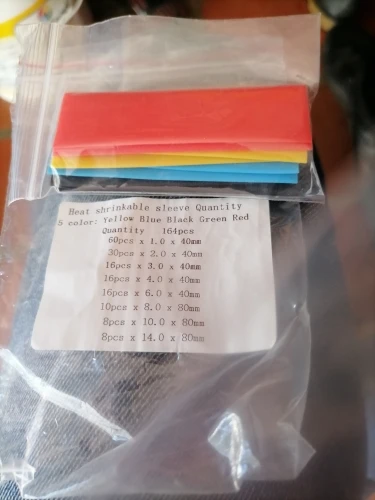 Heat shrinkable sleeve Quantity
5 color: Yellow Blue Black Green Red
Quantity 164pcs
60pcs x 1.0 x 40mm
30pcs x 2.0 x 40mm
16pcs x 3.0 x 40mm
16pcs x 4.0 x 40mm
16pcs x 6.0 x 40mm
10pcs x 8.0 x 80mm
8pcs x 10.0 x 80mm
8pcs x 14.0 x 80mm